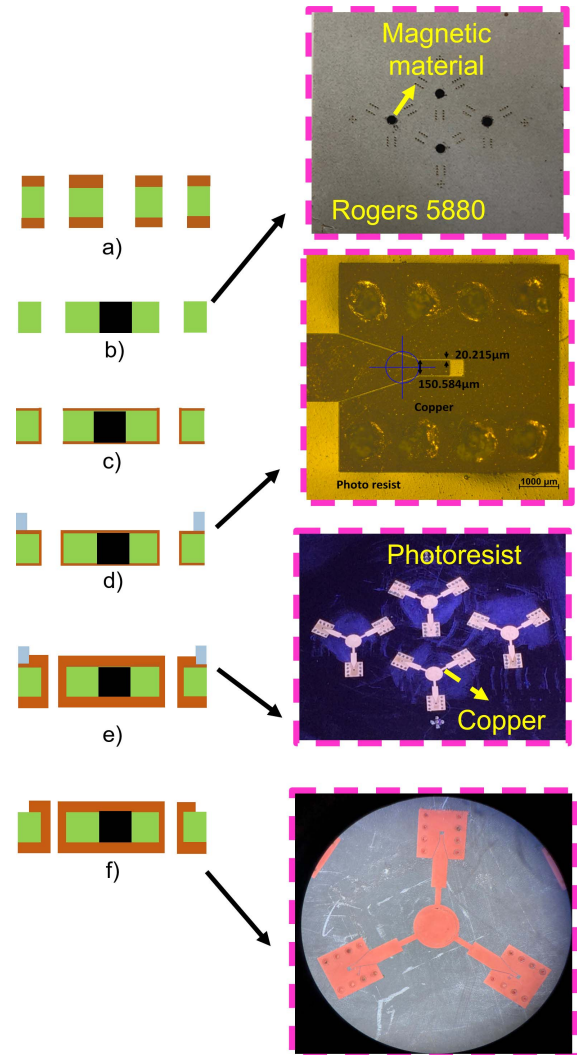 Magnetic
material
Rogers 5880
a)
b)
20.215µm
150.584µm
Copper
Photo resist
1000 µm
c)
d)
Photoresist
Copper
e)
f)